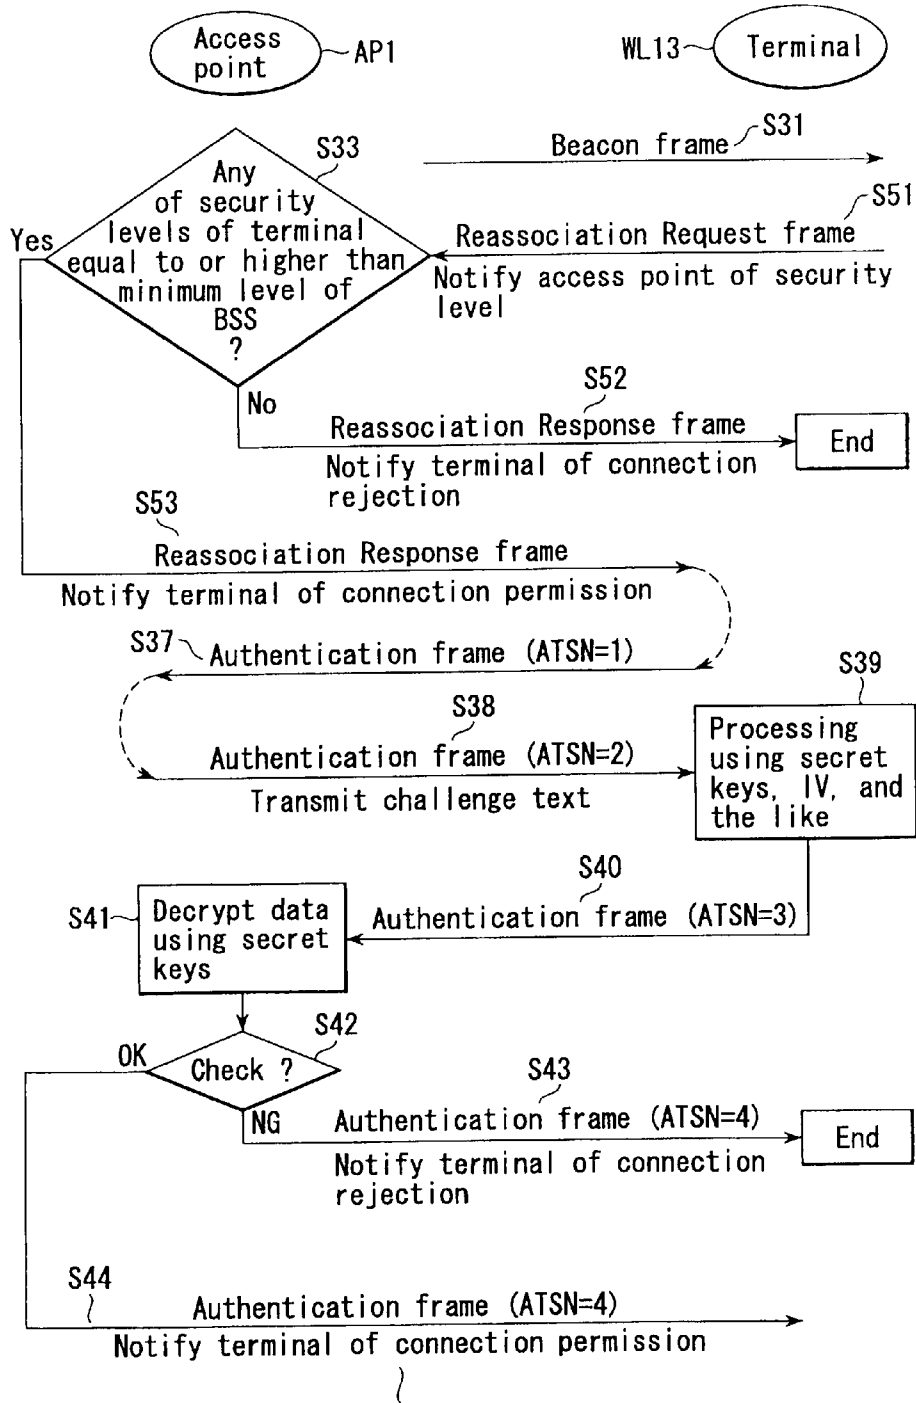 Access
point
AP1
WL13
Terminal
S31
Beacon frame
S33
Any
of security
levels of terminal
equal to or higher than
minimum level of
BSS
?
Yes
No
S51
Reassociation Request frame
Notify access point of security
level
S52
Reassociation Response frame
Notify terminal of connection
rejection
End
S53
Reassociation Response frame
Notify terminal of connection permission
S37
Authentication frame (ATSN=1)
S38
Authentication frame (ATSN=2)
Transmit challenge text
S39
Processing
using secret
keys, IV, and
the like
S40
Authentication frame (ATSN=3)
S41
Decrypt data
using secret
keys
S42
Check ?
OK
NG
S43
Authentication frame (ATSN=4)
Notify terminal of connection
rejection
End
S44
Authentication frame (ATSN=4)
Notify terminal of connection permission